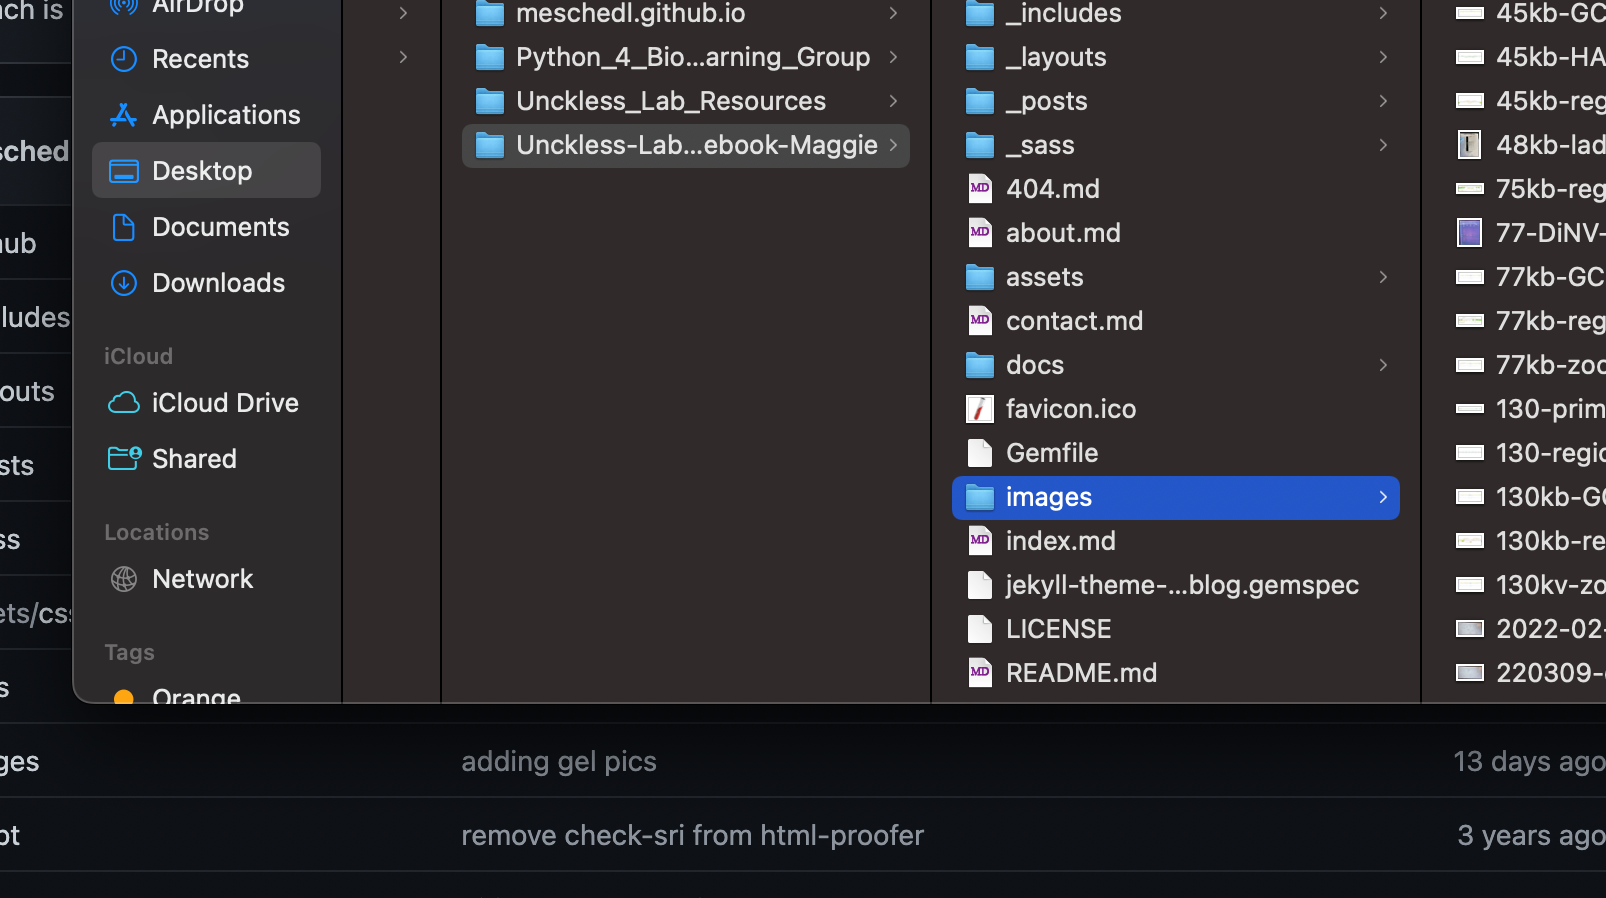 ach is
AirDrop
Recents
Applications
sched
Desktop
ub
Documents
Downloads
ludes
iCloud
outs
iCloud Drive
sts
Shared
Locations
ss
Network
ets/css
Tags
s
Orange
meschedl.github.io
Python_4_Bio...arning_Group
Unckless_Lab_Resources
Unckless-Lab...ebook-Maggie
_includes
_layouts
_posts
_sass
404.md
about.md
assets
contact.md
docs
favicon.ico
Gemfile
images
index.md
jekyll-theme-...blog.gemspec
LICENSE
README.md
45kb-GC
45kb-HA
45kb-reg
48kb-lad
75kb-reg
77-DiNV-
77kb-GC
77kb-reg
77kb-zoo
130-prim
130-regio
130kb-GC
130kb-re
130kv-zo
2022-02-
220309-
ges adding gel pics 13 days ago
pt remove check-sri from html-proofer 3 years ago